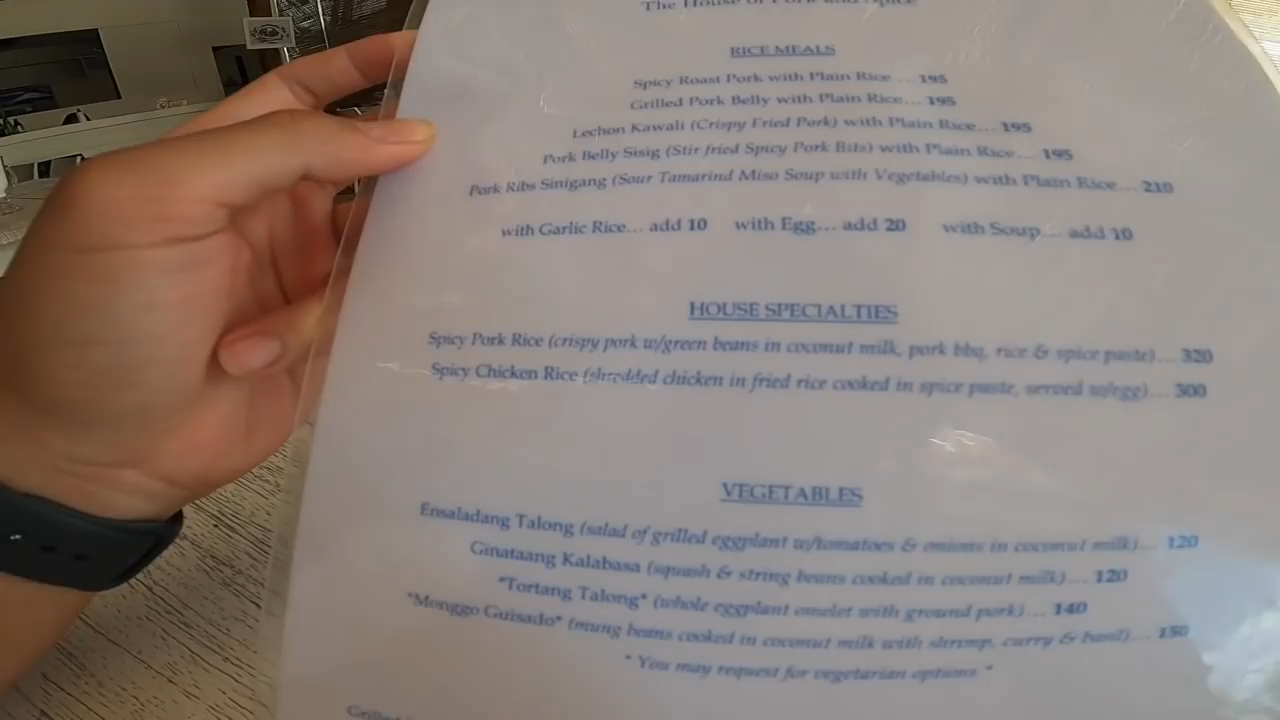 The House of Pork and Spice
RICE MEALS
Spicy Roast Pork with Plain Rice... 195
Grilled Pork Belly with Plain Rice... 195
Lechon Kawali (Crispy Fried Pork) with Plain Rice... 195
Pork Belly Sisig (Stir fried Spicy Pork Bits) with Plain Rice... 195
Pork Ribs Sinigang (Sour Tamarind Miso Soup with Vegetables) with Plain Rice... 210
with Garlic Rice... add 10 with Egg... add 20 with Soup... add 10
HOUSE SPECIALTIES
Spicy Pork Rice (crispy pork w/green beans in coconut milk, pork bbq, rice & spice paste)... 320
Spicy Chicken Rice (shredded chicken in fried rice cooked in spice paste, served w/egg)... 300
VEGETABLES
Ensaladang Talong (salad of grilled eggplant w/tomatoes & onions in coconut milk)... 120
Ginataang Kalabasa (squash & string beans cooked in coconut milk)... 120
*Tortang Talong* (whole eggplant omelet with ground pork)... 140
*Monggo Guisado* (mung beans cooked in coconut milk with shrimp, curry & basil)... 150
* You may request for vegetarian options *